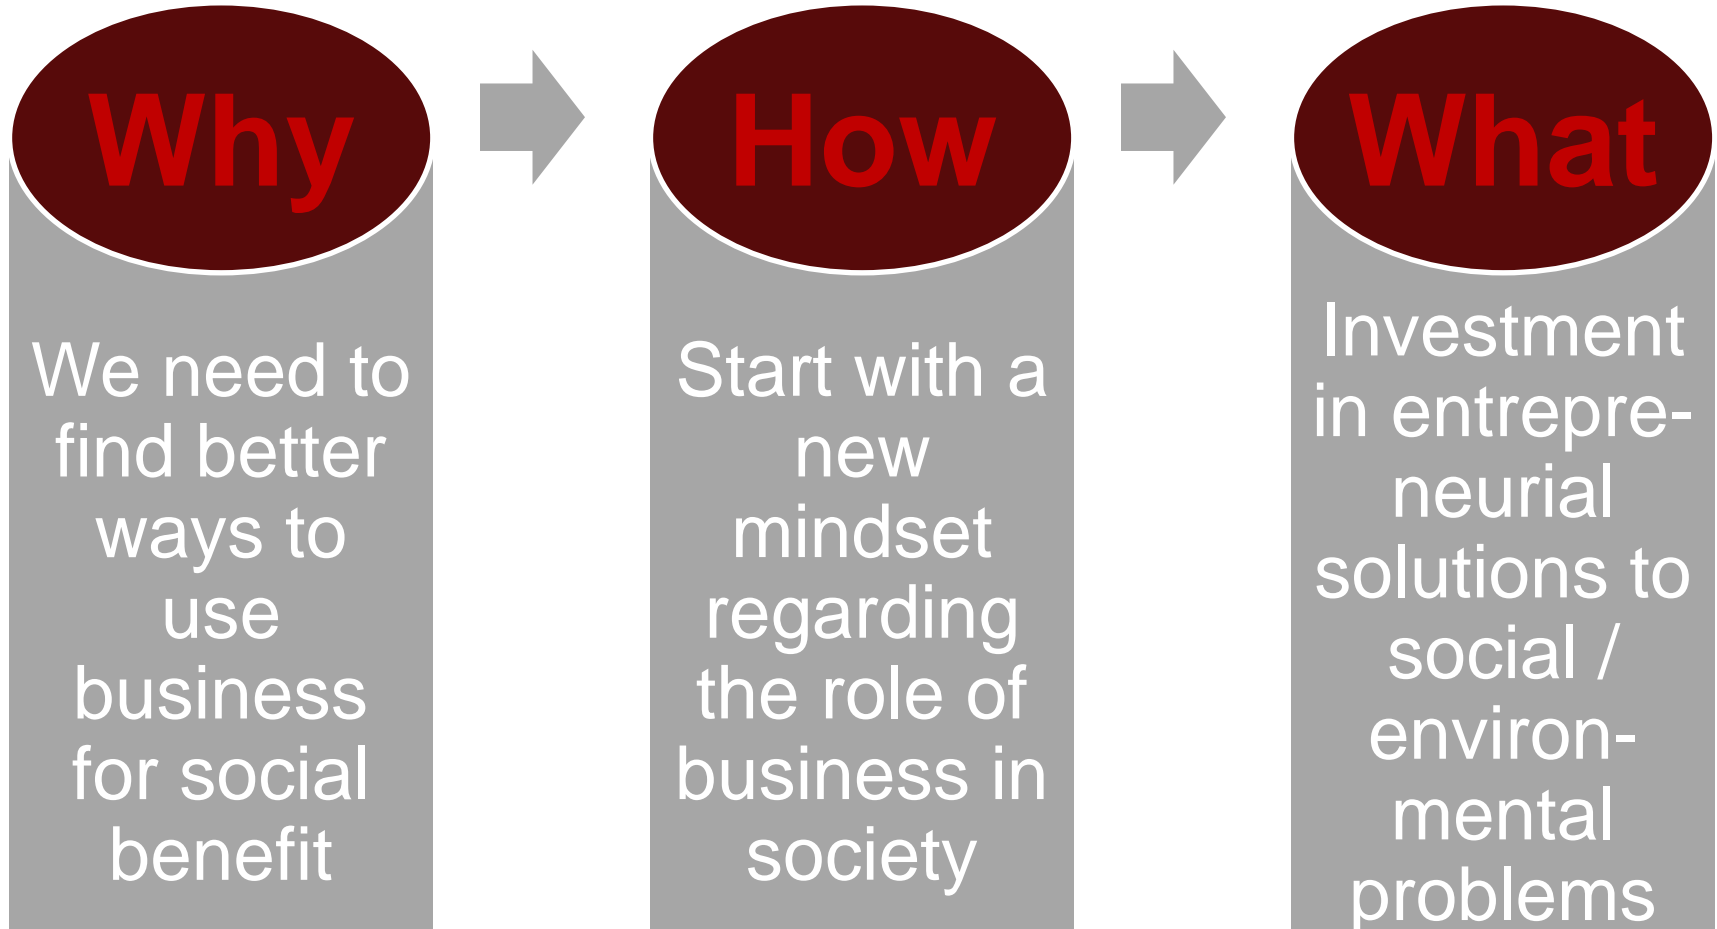 Why
We need to
find better
ways to
use
business
for social
benefit
How
Start with a
new
mindset
regarding
the role of
business in
society
What
Investment
in entrepre-
neurial
solutions to
social /
environ-
mental
problems